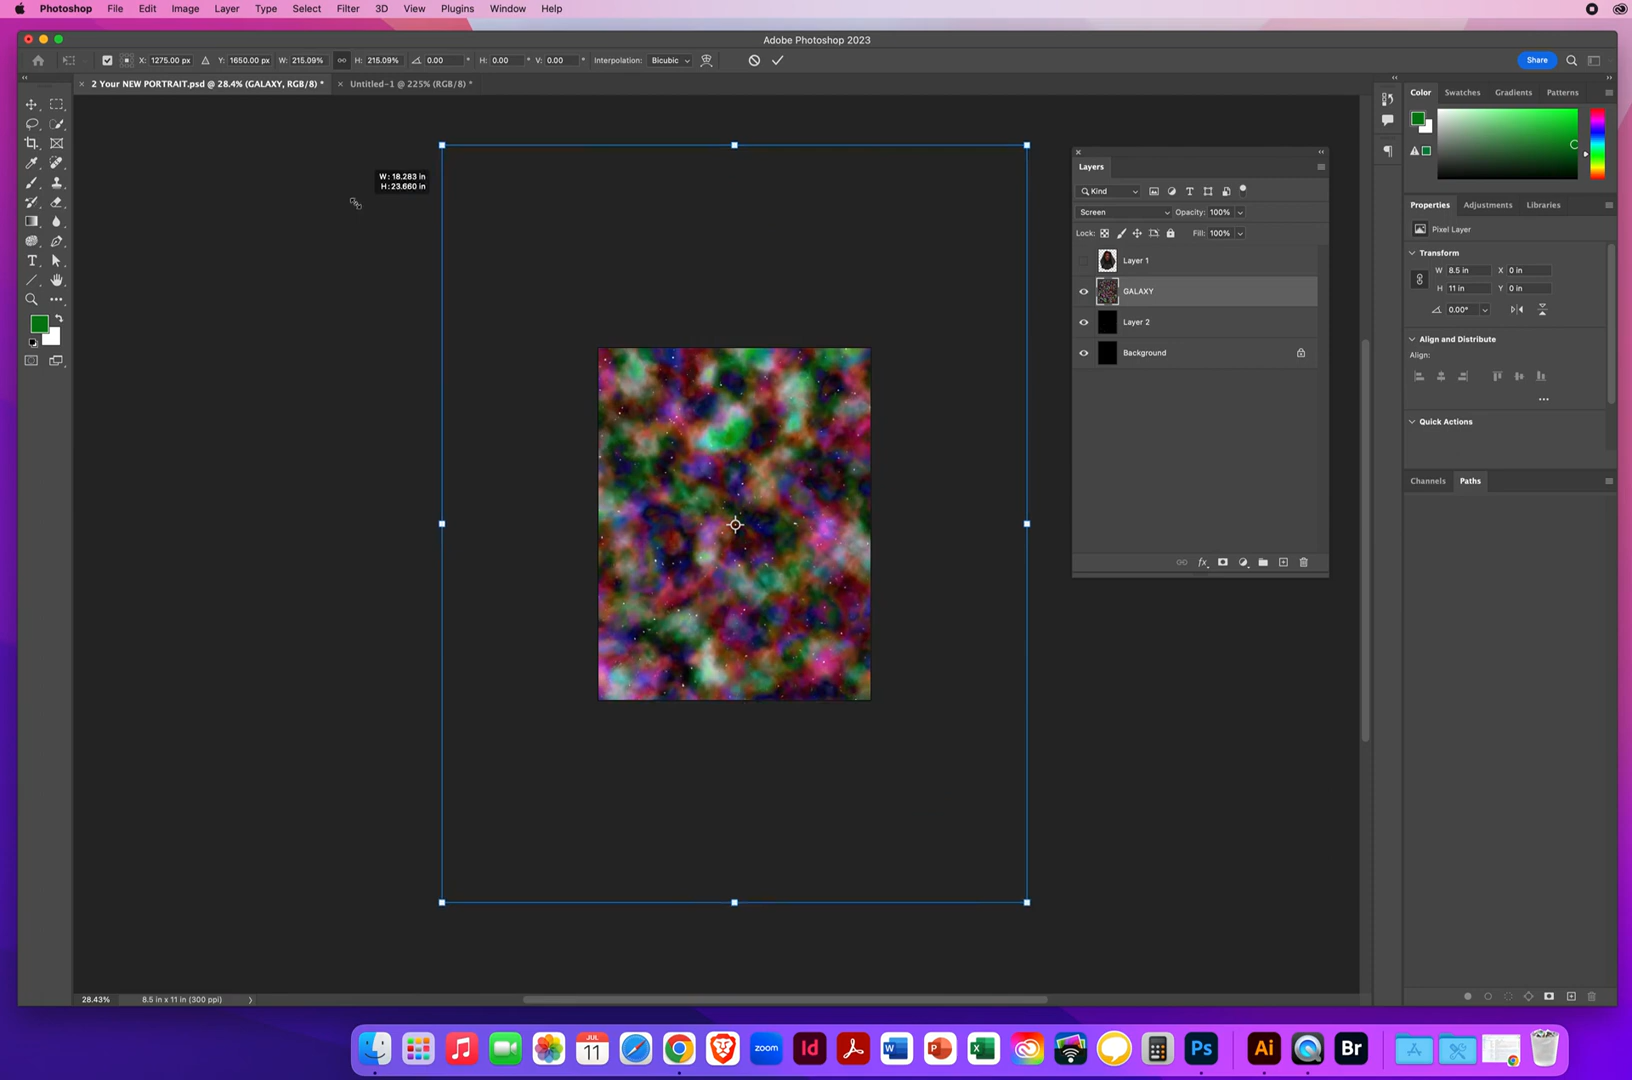 Photoshop File Edit Image Layer Type Select Filter 3D View Plugins Window Help
Adobe Photoshop 2023
X: 1275.00 px Y: 1650.00 px W: 215.09% H: 215.09% 0.00 ° H: 0.00 ° V: 0.00 ° Interpolation: Bicubic Share
2 Your NEW PORTRAIT.psd @ 28.4% (GALAXY, RGB/8) * Untitled-1 @ 225% (RGB/8) *
Color Swatches Gradients Patterns
W: 18.283 in
H: 23.660 in
Layers
Kind
Screen Opacity: 100%
Lock: Fill: 100%
Layer 1
GALAXY
Layer 2
Background
fx
Properties Adjustments Libraries
Pixel Layer
Transform
W 8.5 in X 0 in
H 11 in Y 0 in
0.00°
Align and Distribute
Align:
Quick Actions
Channels Paths
28.43% 8.5 in x 11 in (300 ppi)
JUL
11
zoom
Id
W
P
X
Ps
Ai
Br